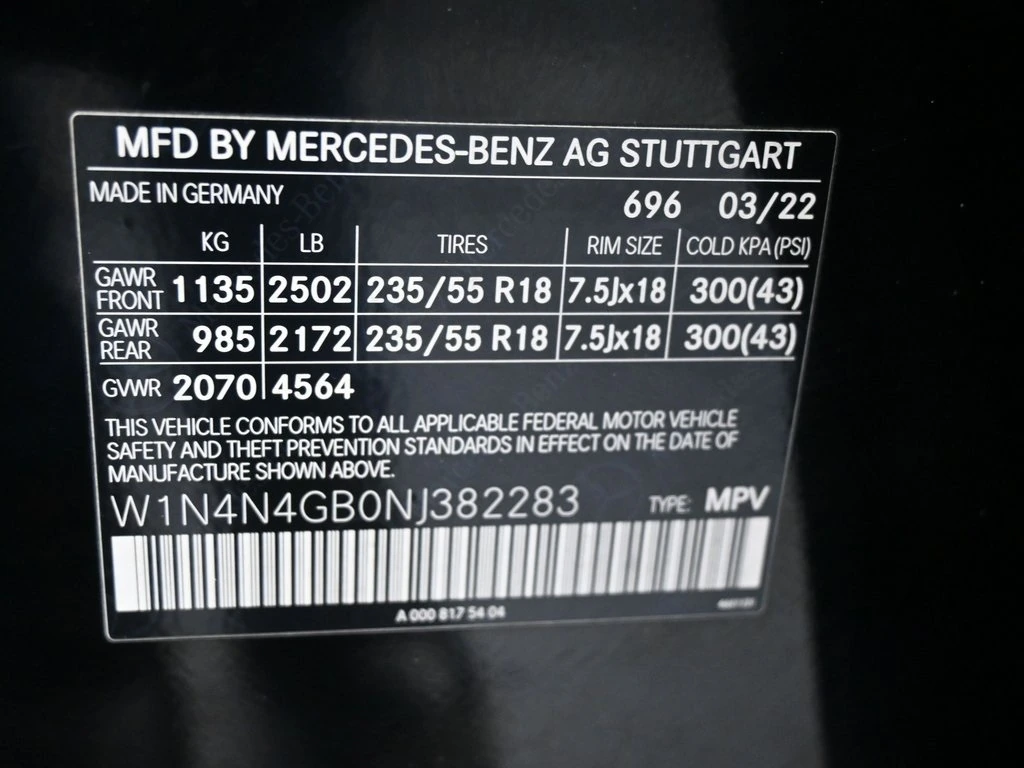 MFD BY MERCEDES-BENZ AG STUTTGART
MADE IN GERMANY 696 03/22
KG LB TIRES RIM SIZE COLD KPA (PSI)
GAWR FRONT 1135 2502 235/55 R18 7.5Jx18 300(43)
GAWR REAR 985 2172 235/55 R18 7.5Jx18 300(43)
GVWR 2070 4564
THIS VEHICLE CONFORMS TO ALL APPLICABLE FEDERAL MOTOR VEHICLE
SAFETY AND THEFT PREVENTION STANDARDS IN EFFECT ON THE DATE OF
MANUFACTURE SHOWN ABOVE.
W1N4N4GB0NJ382283 TYPE: MPV
A 000 817 54 04